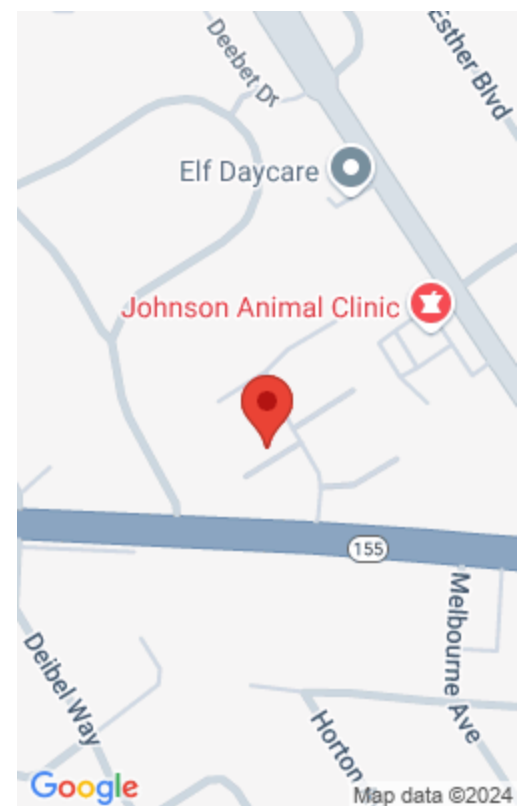 Deebet Dr
Esther Blvd
Elf Daycare
Johnson Animal Clinic
155
Melbourne Ave
Deibel Way
Horton
Google
Map data ©2024